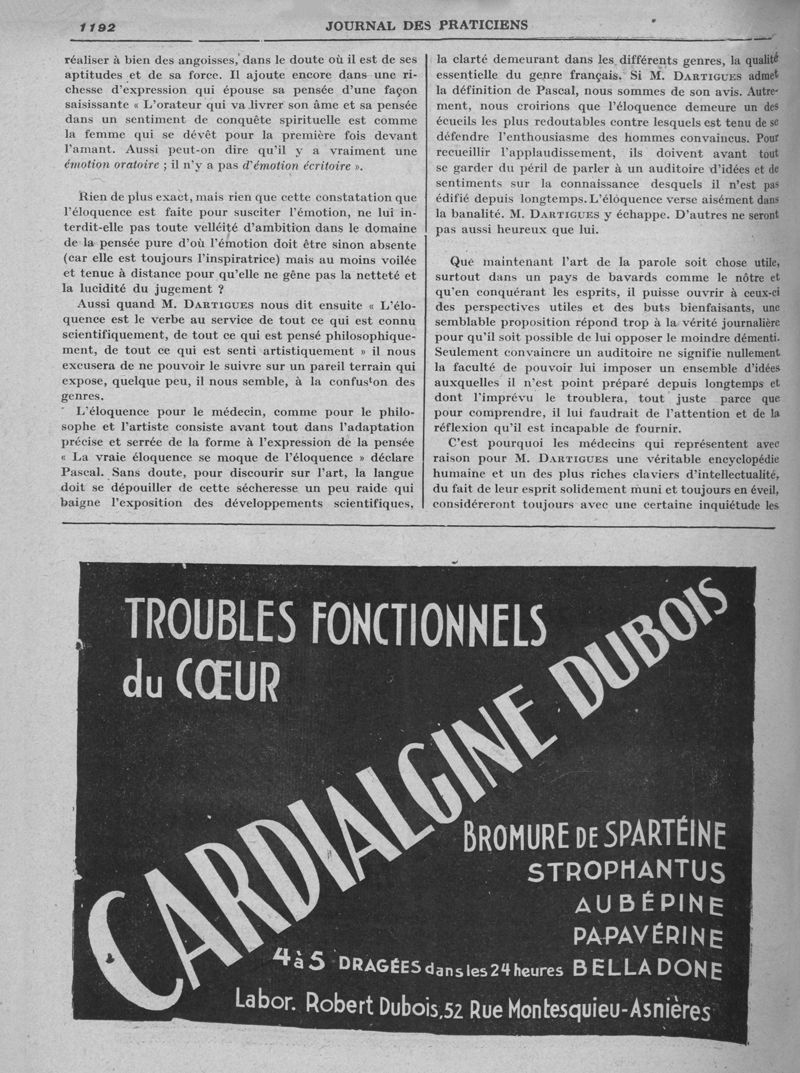 1192
JOURNAL DES PRATICIENS
réaliser à bien des angoisses, dans le doute où il est de ses
aptitudes et de sa force. Il ajoute encore dans une ri-
chesse d'expression qui épouse sa pensée d'une façon
saisissante « L'orateur qui va livrer son âme et sa pensée
dans un sentiment de conquête spirituelle est comme
la femme qui se dévêt pour la première fois devant
l'amant. Aussi peut-on dire qu'il y a vraiment une
émotion oratoire ; il n'y a pas d'émotion écritoire ».
Rien de plus exact, mais rien que cette constatation que
l'éloquence est faite pour susciter l'émotion, ne lui in-
terdit-elle pas toute velléité d'ambition dans le domaine
de la pensée pure d'où l'émotion doit être sinon absente
(car elle est toujours l'inspiratrice) mais au moins voilée
et tenue à distance pour qu'elle ne gêne pas la netteté et
la lucidité du jugement ?
Aussi quand M. DARTIGUES nous dit ensuite « L'élo-
quence est le verbe au service de tout ce qui est connu
scientifiquement, de tout ce qui est pensé philosophique-
ment, de tout ce qui est senti artistiquement » il nous
excusera de ne pouvoir le suivre sur un pareil terrain qui
expose, quelque peu, il nous semble, à la confusion des
genres.
L'éloquence pour le médecin, comme pour le philo-
sophe et l'artiste consiste avant tout dans l'adaptation
précise et serrée de la forme à l'expression de la pensée
« La vraie éloquence se moque de l'éloquence » déclare
Pascal. Sans doute, pour discourir sur l'art, la langue
doit se dépouiller de cette sécheresse un peu raide qui
baigne l'exposition des développements scientifiques,
la clarté demeurant dans les différents genres, la qualité
essentielle du genre français. Si M. DARTIGUES admet
la définition de Pascal, nous sommes de son avis. Autre-
ment, nous croirions que l'éloquence demeure un des
écueils les plus redoutables contre lesquels est tenu de se
défendre l'enthousiasme des hommes convaincus. Pour
recueillir l'applaudissement, ils doivent avant tout
se garder du péril de parler à un auditoire d'idées et de
sentiments sur la connaissance desquels il n'est pas
édifié depuis longtemps. L'éloquence verse aisément dans
la banalité. M. DARTIGUES y échappe. D'autres ne seront
pas aussi heureux que lui.
Que maintenant l'art de la parole soit chose utile,
surtout dans un pays de bavards comme le nôtre et
qu'en conquérant les esprits, il puisse ouvrir à ceux-ci
des perspectives utiles et des buts bienfaisants, une
semblable proposition répond trop à la vérité journalière
pour qu'il soit possible de lui opposer le moindre démenti.
Seulement convaincre un auditoire ne signifie nullement
la faculté de pouvoir lui imposer un ensemble d'idées
auxquelles il n'est point préparé depuis longtemps et
dont l'imprévu le troublera, tout juste parce que
pour comprendre, il lui faudrait de l'attention et de la
réflexion qu'il est incapable de fournir.
C'est pourquoi les médecins qui représentent avec
raison pour M. DARTIGUES une véritable encyclopédie
humaine et un des plus riches claviers d'intellectualité,
du fait de leur esprit solidement muni et toujours en éveil,
considéreront toujours avec une certaine inquiétude les
TROUBLES FONCTIONNELS
du CŒUR
CARDIALGINE DUBOIS
BROMURE DE SPARTÉINE
STROPHANTUS
AUBÉPINE
PAPAVÉRINE
4 à 5 DRAGÉES dans les 24 heures BELLADONE
Labor. Robert Dubois, 52 Rue Montesquieu-Asnières